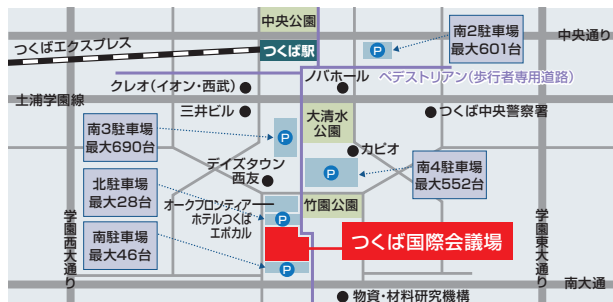 中央公園
つくばエクスプレス
つくば駅
P
南2駐車場
最大601台
中央通り
クレオ(イオン・西武)
ノバホール
ペデストリアン(歩行者専用道路)
土浦学園線
三井ビル
大清水
公園
つくば中央警察署
南3駐車場
最大690台
P
カピオ
デイズタウン
西友
P
南4駐車場
最大552台
北駐車場
最大28台
オークフロンティア
ホテルつくば
エポカル
P
竹園公園
つくば国際会議場
南駐車場
最大46台
P
学園西大通り
学園東大通り
南大通
物資・材料研究機構